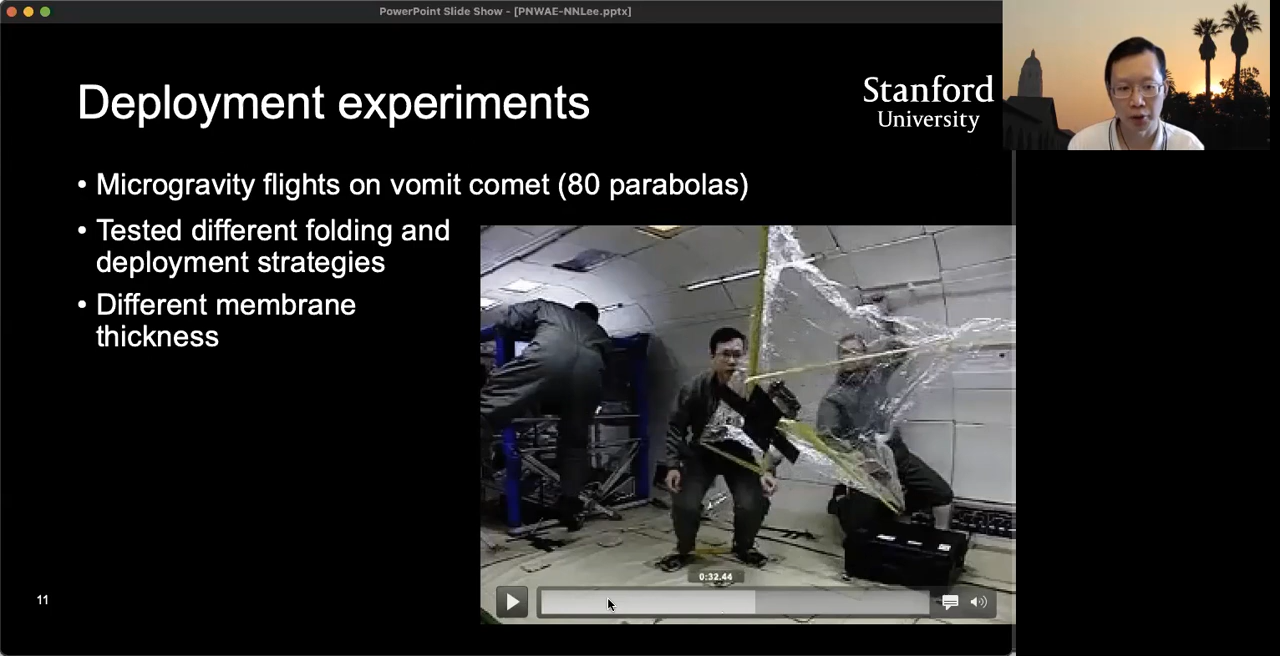 PowerPoint Slide Show - [PNWAE-NNLee.pptx]
Deployment experiments
Stanford
University
• Microgravity flights on vomit comet (80 parabolas)
• Tested different folding and
deployment strategies
• Different membrane
thickness
0:32.44
11